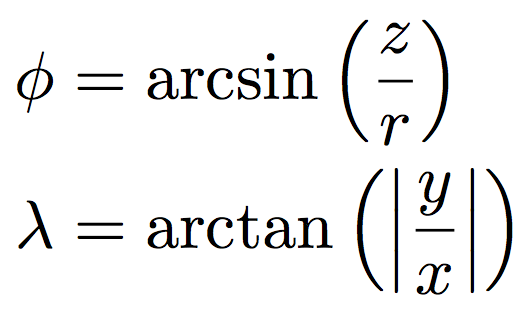 ϕ = arcsin (z/r)
λ = arctan (|y/x|)